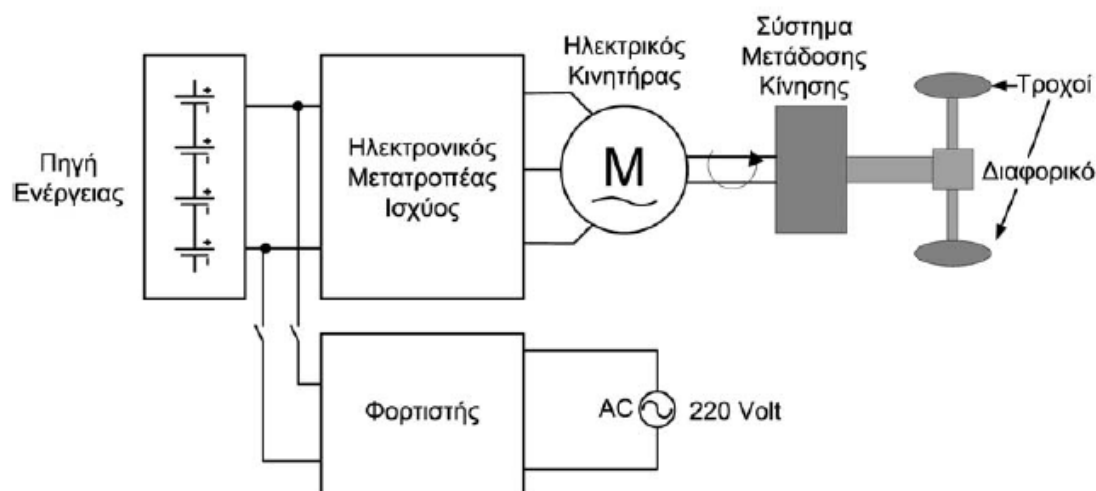 Πηγή
Ενέργειας
Ηλεκτρονικός
Μετατροπέας
Ισχύος
Ηλεκτρικός
Κινητήρας
M
Σύστημα
Μετάδοσης
Κίνησης
Τροχοί
Διαφορικό
Φορτιστής
AC 220 Volt